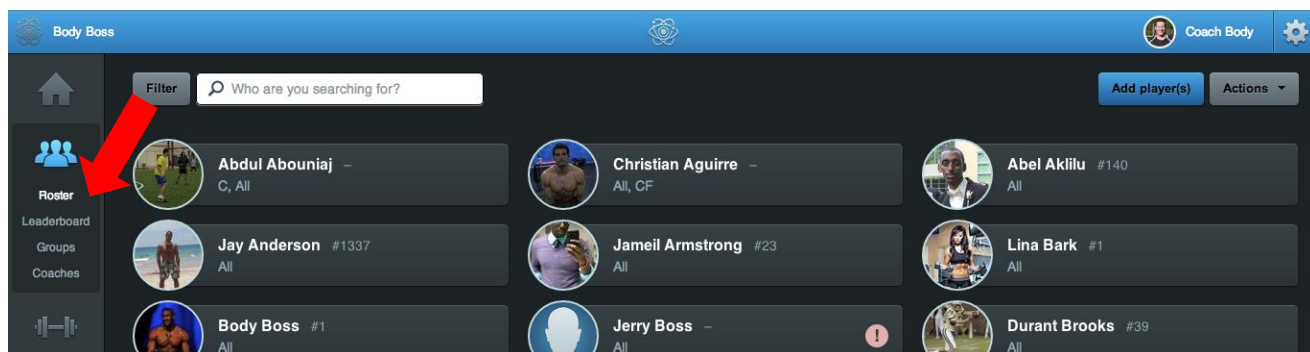 Body Boss
Coach Body
Filter
Who are you searching for?
Add player(s)
Actions
Roster
Leaderboard
Groups
Coaches
Abdul Abouniaj –
C, All
Christian Aguirre –
All, CF
Abel Aklilu #140
All
Jay Anderson #1337
All
Jameil Armstrong #23
All
Lina Bark #1
All
Body Boss #1
All
Jerry Boss –
All
!
Durant Brooks #39
All